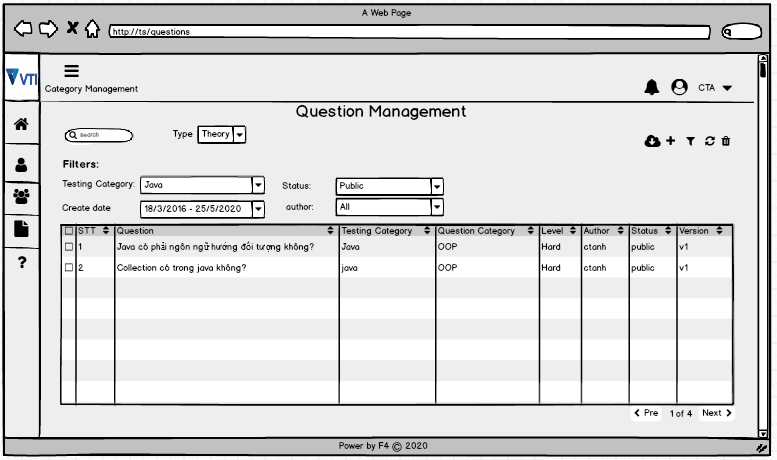 A Web Page
http://ts/questions
VTI
Category Management
CTA
Question Management
search
Type Theory
Filters:
Testing Category: Java Status: Public
Create date 18/3/2016 - 25/5/2020 author: All
STT Question Testing Category Question Category Level Author Status Version
1 Java có phải ngôn ngữ hướng đối tượng không? Java OOP Hard ctanh public v1
2 Collection có trong java không? java OOP Hard ctanh public v1
?
Pre 1 of 4 Next
Power by F4 © 2020